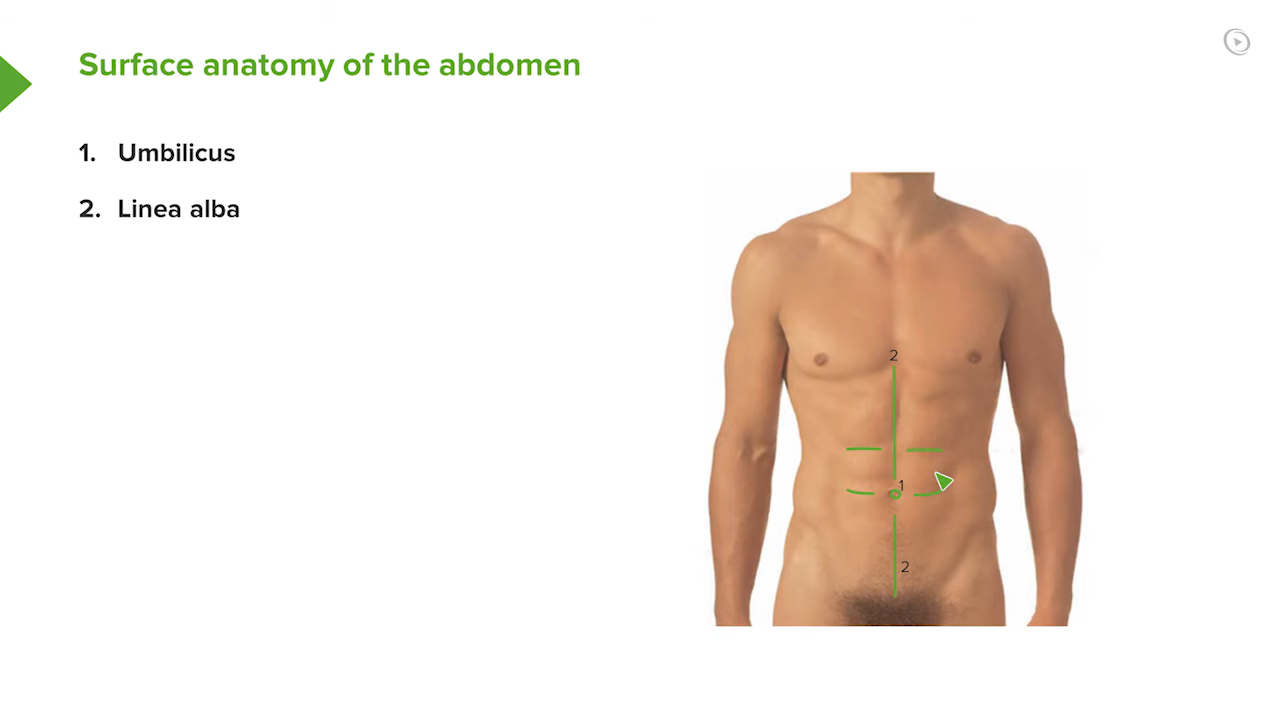 Surface anatomy of the abdomen
1. Umbilicus
2. Linea alba
2
1
2